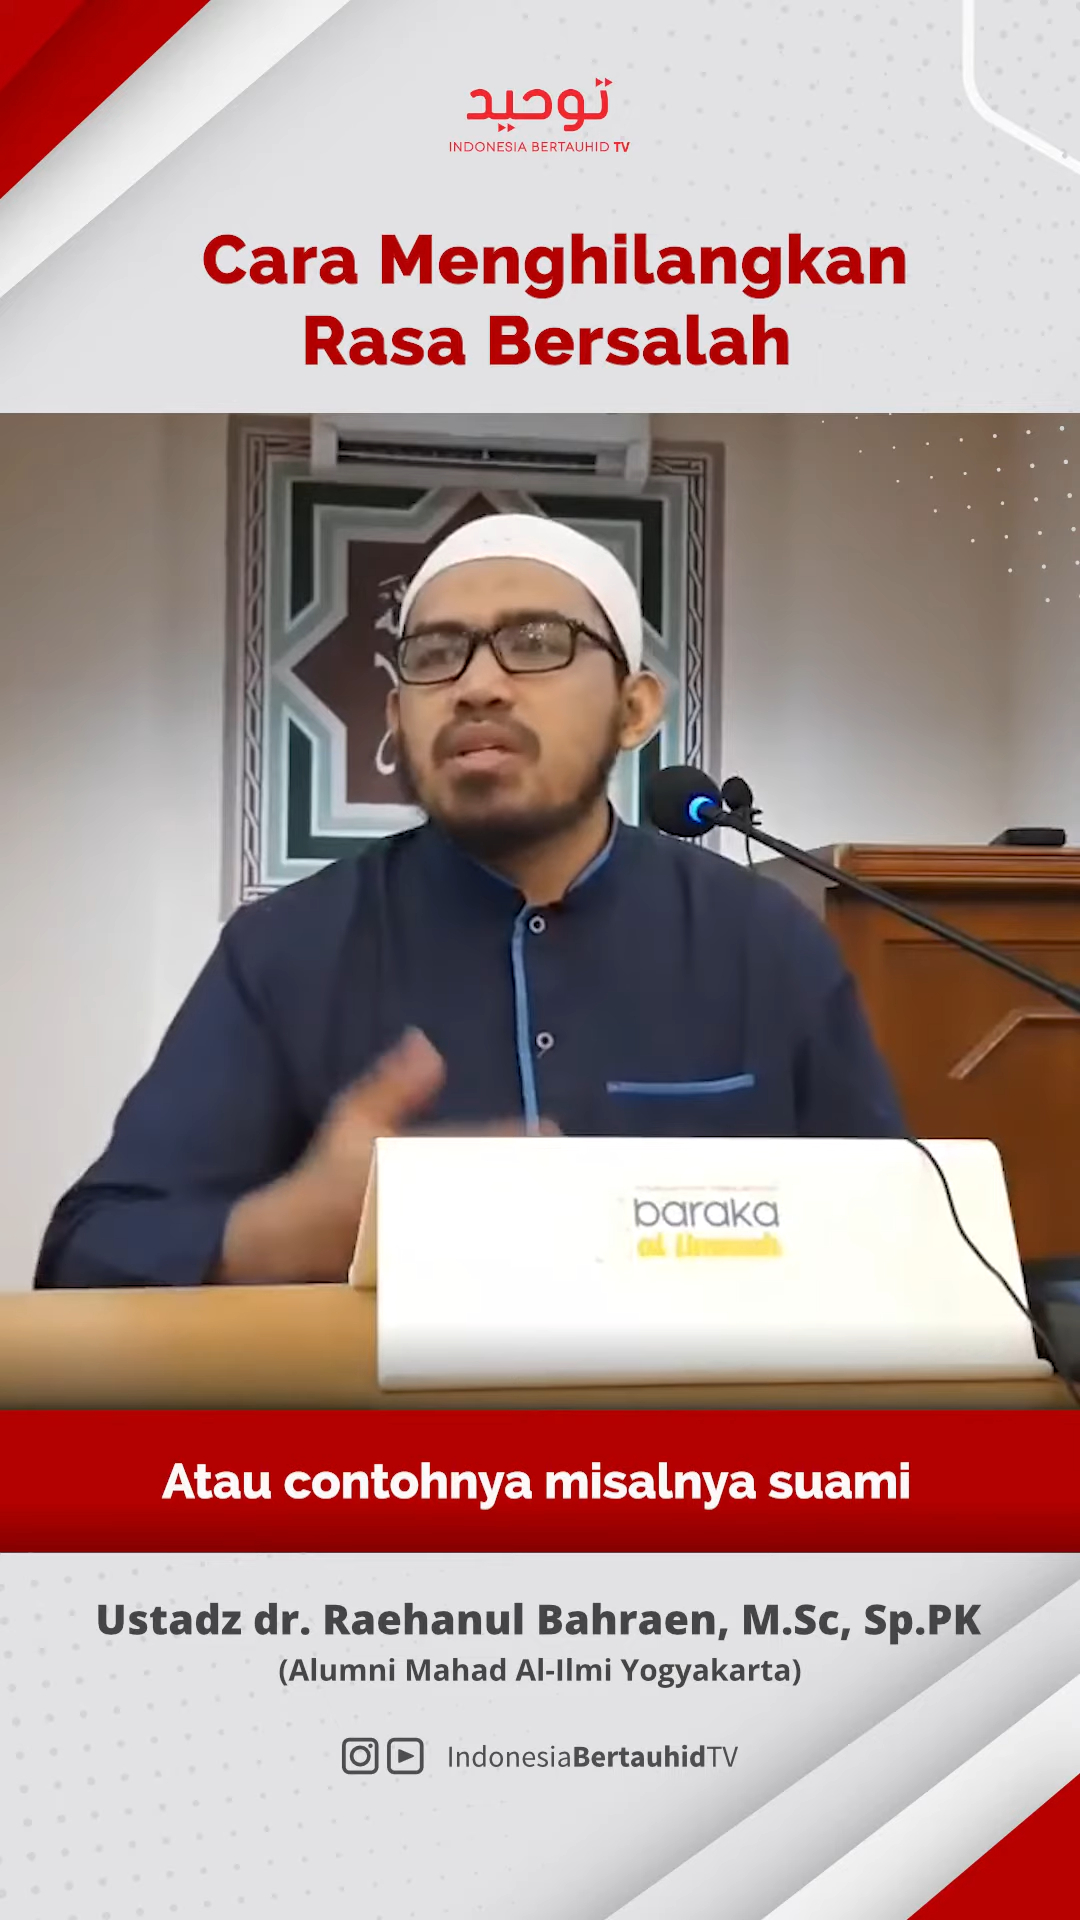 توحيد
INDONESIA BERTAUHID TV
Cara Menghilangkan
Rasa Bersalah
baraka
Atau contohnya misalnya suami
Ustadz dr. Raehanul Bahraen, M.Sc, Sp.PK
(Alumni Mahad Al-Ilmi Yogyakarta)
IndonesiaBertauhidTV